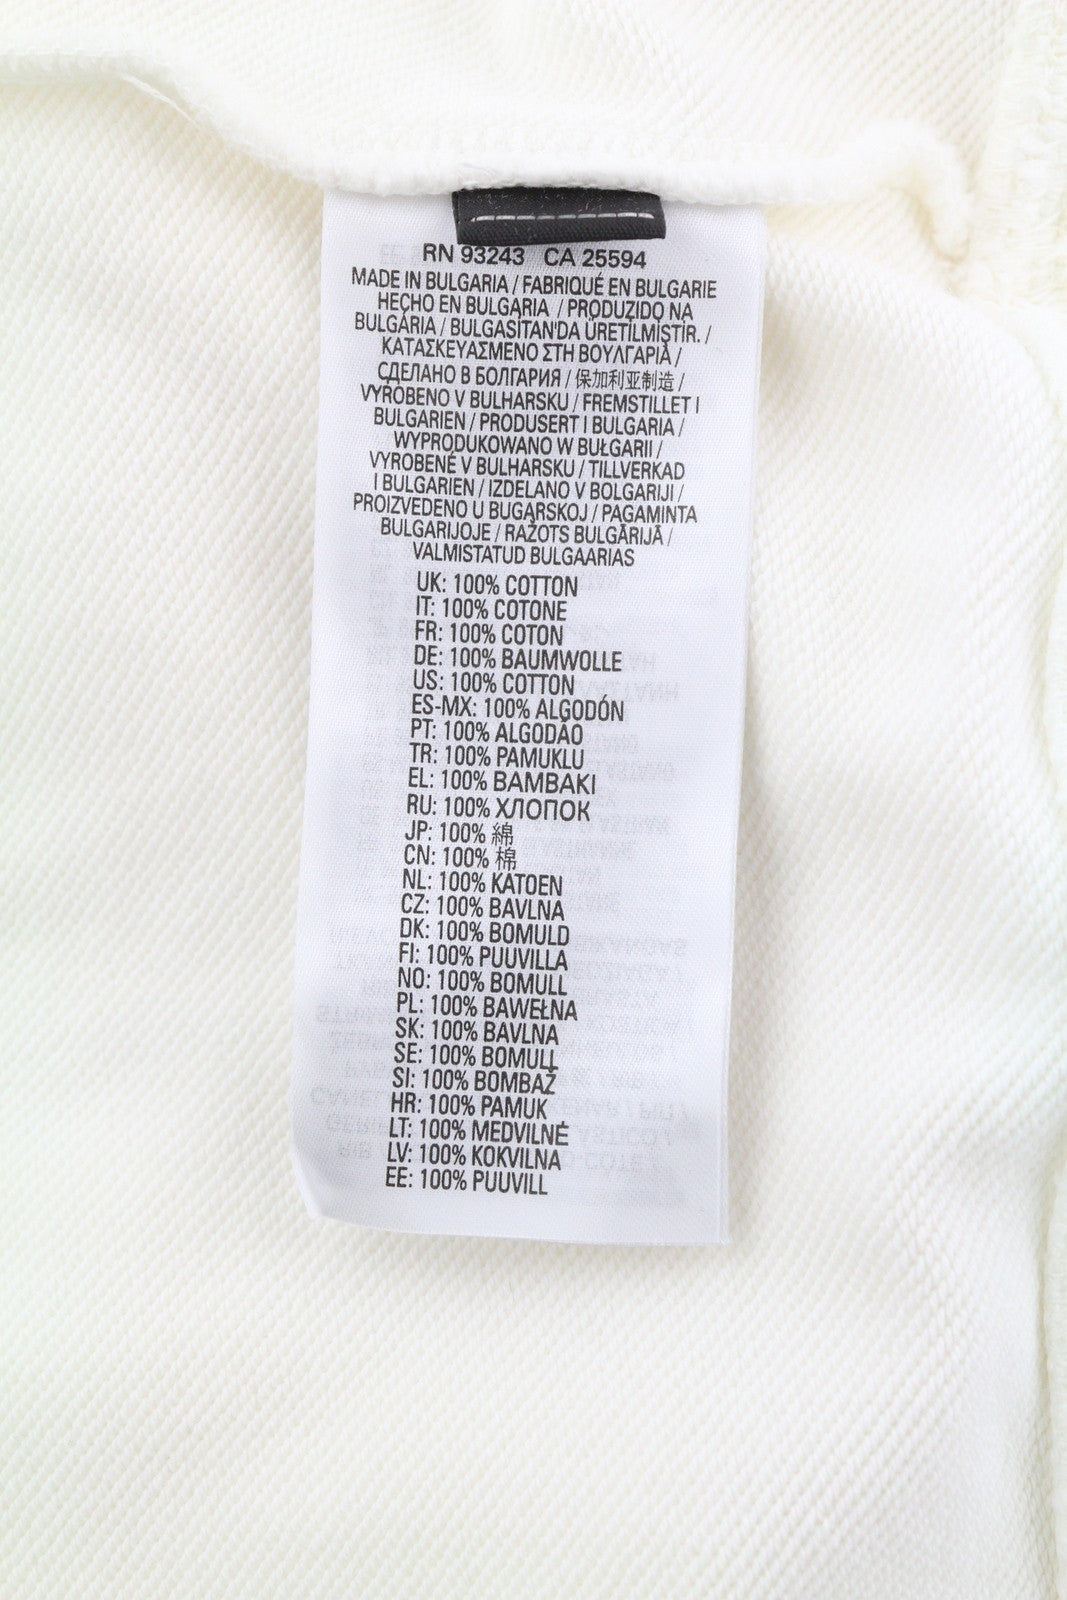 RN 93243 CA 25594
MADE IN BULGARIA / FABRIQUÉ EN BULGARIE
HECHO EN BULGARIA / PRODUZIDO NA
BULGÁRIA / BULGASİTAN'DA ÜRETİLMİŞTİR. /
ΚΑΤΑΣΚΕΥΑΣΜΕΝΟ ΣΤΗ ΒΟΥΛΓΑΡΙΑ /
СДЕЛАНО В БОЛГАРИЯ / 保加利亚制造 /
VYROBENO V BULHARSKU / FREMSTILLET I
BULGARIEN / PRODUSERT I BULGARIA /
WYPRODUKOWANO W BUŁGARII /
VYROBENÉ V BULHARSKU / TILLVERKAD
I BULGARIEN / IZDELANO V BOLGARIJI /
PROIZVEDENO U BUGARSKOJ / PAGAMINTA
BULGARIJOJE / RAŽOTS BULGĀRIJĀ /
VALMISTATUD BULGAARIAS
UK: 100% COTTON
IT: 100% COTONE
FR: 100% COTON
DE: 100% BAUMWOLLE
US: 100% COTTON
ES-MX: 100% ALGODÓN
PT: 100% ALGODÃO
TR: 100% PAMUKLU
EL: 100% ΒΑΜΒΑΚΙ
RU: 100% ХЛОПОК
JP: 100% 綿
CN: 100% 棉
NL: 100% KATOEN
CZ: 100% BAVLNA
DK: 100% BOMULD
FI: 100% PUUVILLA
NO: 100% BOMULL
PL: 100% BAWEŁNA
SK: 100% BAVLNA
SE: 100% BOMULL
SI: 100% BOMBAŽ
HR: 100% PAMUK
LT: 100% MEDVILNĖ
LV: 100% KOKVILNA
EE: 100% PUUVILL